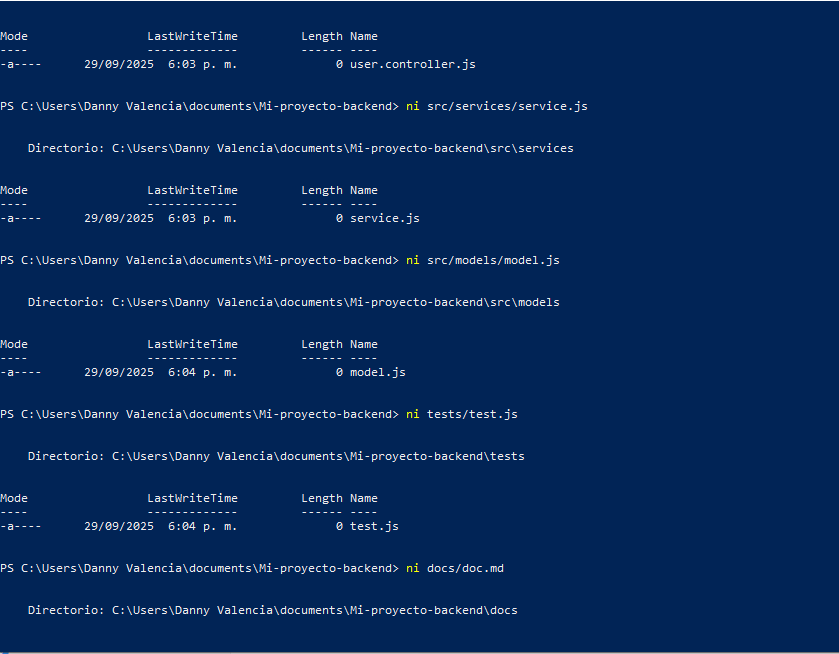 Mode                 LastWriteTime         Length Name
----                 -------------         ------ ----
-a----      29/09/2025  6:03 p. m.              0 user.controller.js
PS C:\Users\Danny Valencia\documents\Mi-proyecto-backend> ni src/services/service.js
    Directorio: C:\Users\Danny Valencia\documents\Mi-proyecto-backend\src\services
Mode                 LastWriteTime         Length Name
----                 -------------         ------ ----
-a----      29/09/2025  6:03 p. m.              0 service.js
PS C:\Users\Danny Valencia\documents\Mi-proyecto-backend> ni src/models/model.js
    Directorio: C:\Users\Danny Valencia\documents\Mi-proyecto-backend\src\models
Mode                 LastWriteTime         Length Name
----                 -------------         ------ ----
-a----      29/09/2025  6:04 p. m.              0 model.js
PS C:\Users\Danny Valencia\documents\Mi-proyecto-backend> ni tests/test.js
    Directorio: C:\Users\Danny Valencia\documents\Mi-proyecto-backend\tests
Mode                 LastWriteTime         Length Name
----                 -------------         ------ ----
-a----      29/09/2025  6:04 p. m.              0 test.js
PS C:\Users\Danny Valencia\documents\Mi-proyecto-backend> ni docs/doc.md
    Directorio: C:\Users\Danny Valencia\documents\Mi-proyecto-backend\docs